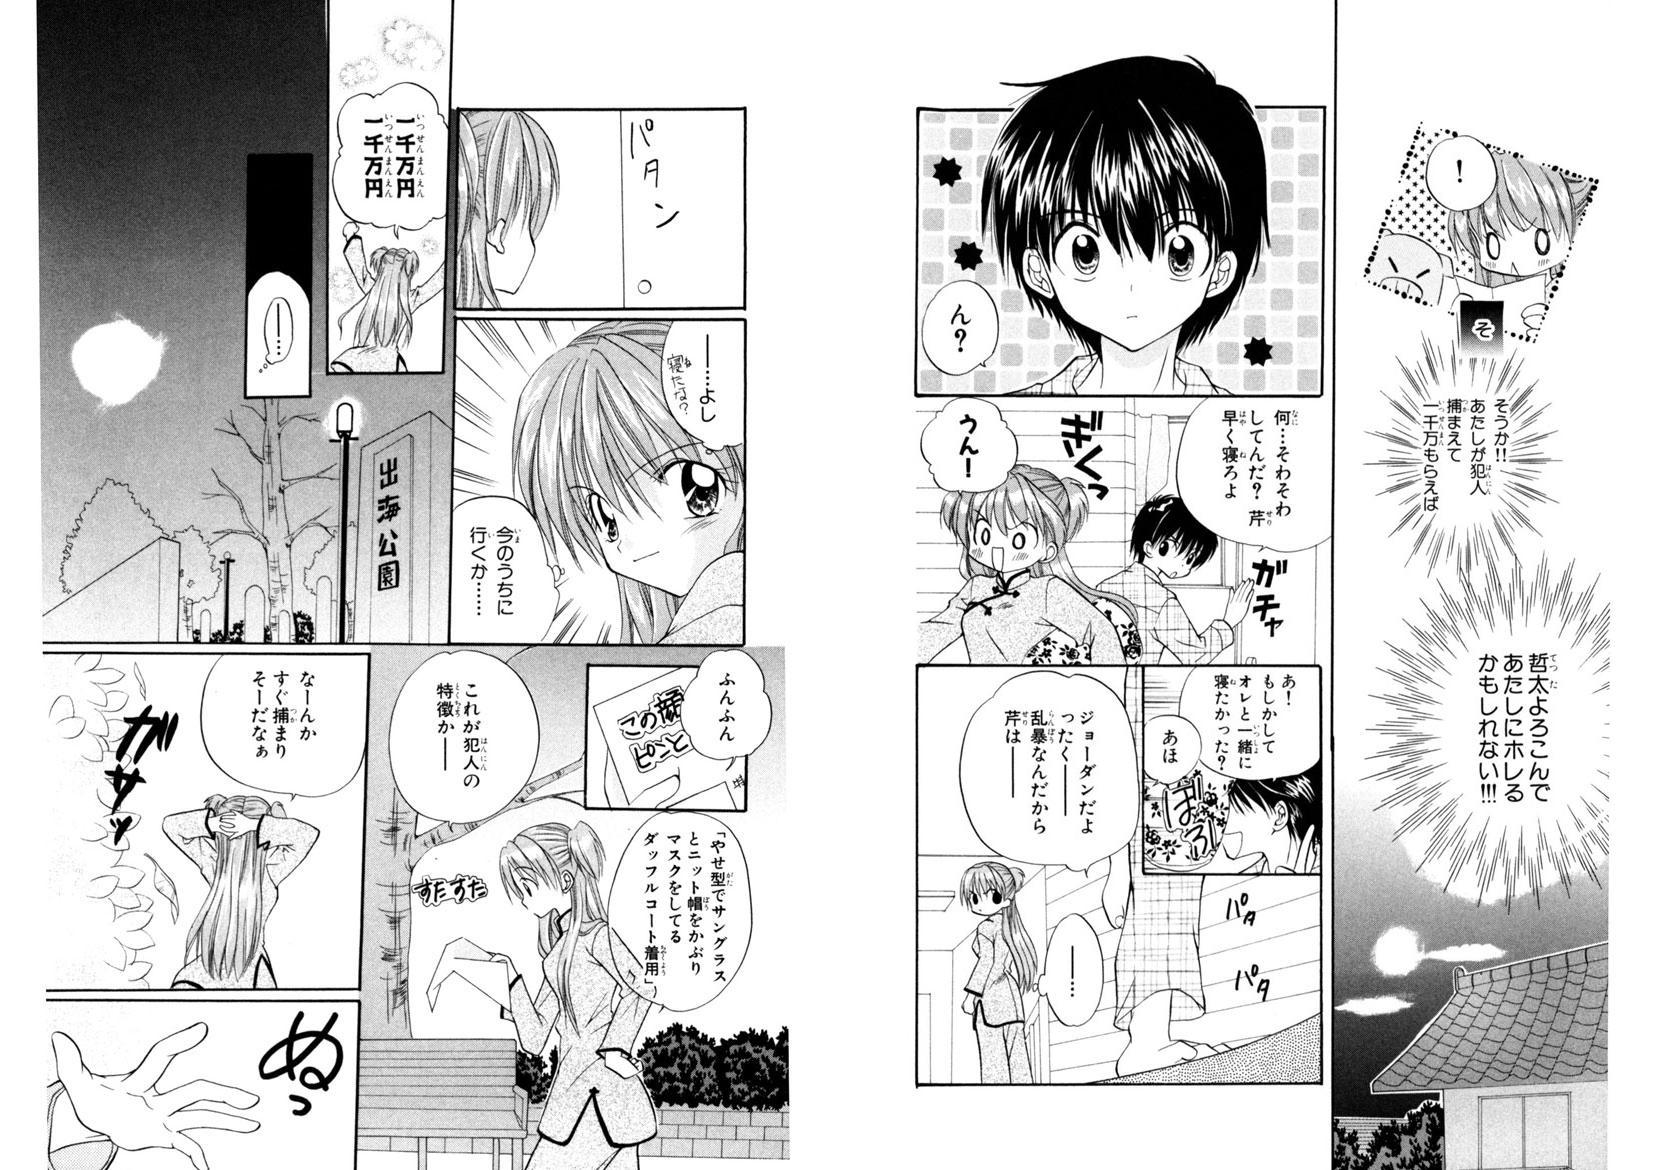 ！
そ
そうか!!
あたしが犯人
捕まえて
一千万もらえば
哲太よろこんで
あたしにホレる
かもしれない!!!
ん？
何…そわそわ
してんだ？芹
早く寝ろよ
ぎくっ
うん！
ガチャ
あ！
もしかして
オレと一緒に
寝たかった？
あほ
ばふっ
ジョーダンだよ
ったく――
乱暴なんだから
芹は――
パタ
パタ
――……
パタン。
――……よし
寝たな？
今のうちに
行くか……
一千万円
一千万円
――……
出海公園
ふんふん
この顔
ピンと
「やせ型でサングラス
とニット帽をかぶり
マスクをしてる
ダッフルコート着用」
これが犯人の
特徴か――
すたすた
なーんか
すぐ捕まり
そーだなぁ
ガサッ
ぬっ